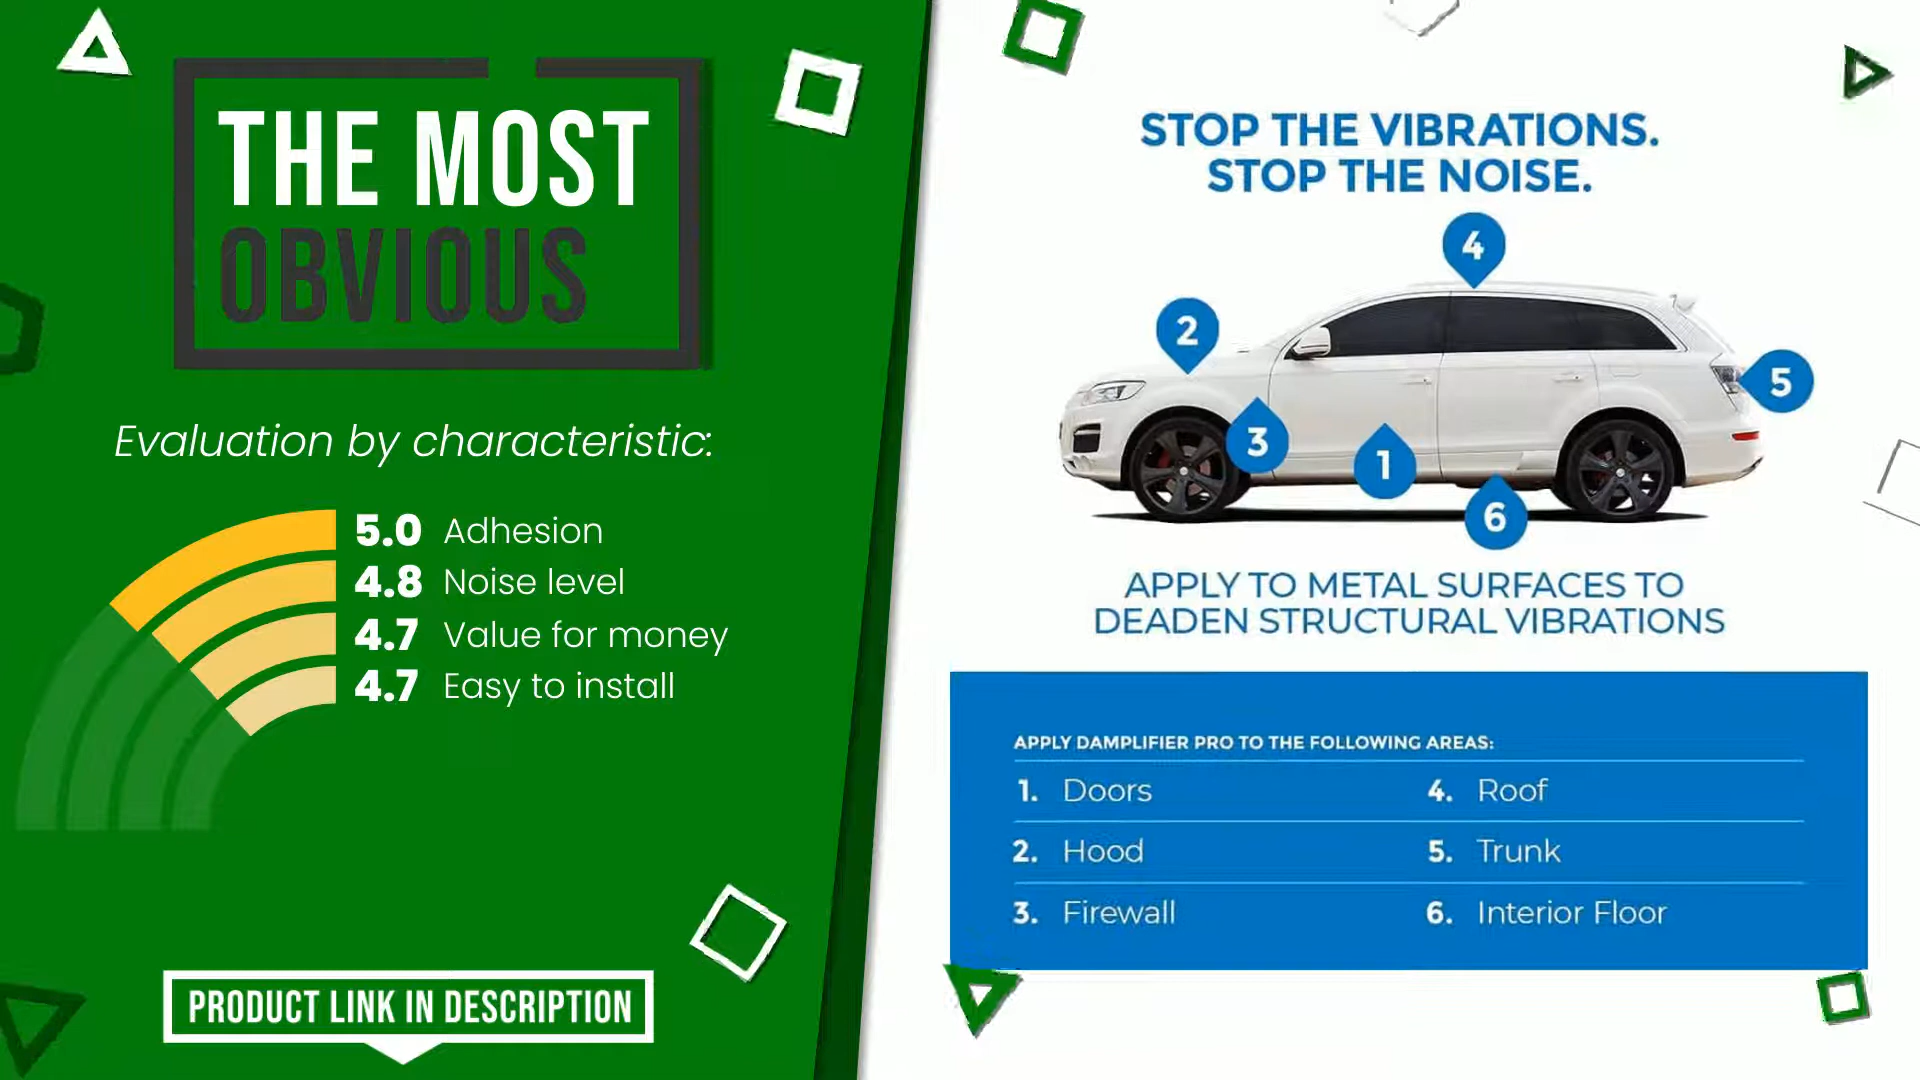 THE MOST
OBVIOUS
Evaluation by characteristic:
5.0 Adhesion
4.8 Noise level
4.7 Value for money
4.7 Easy to install
PRODUCT LINK IN DESCRIPTION
STOP THE VIBRATIONS.
STOP THE NOISE.
4
2
5
3
1
6
APPLY TO METAL SURFACES TO
DEADEN STRUCTURAL VIBRATIONS
APPLY DAMPLIFIER PRO TO THE FOLLOWING AREAS:
1. Doors
2. Hood
3. Firewall
4. Roof
5. Trunk
6. Interior Floor